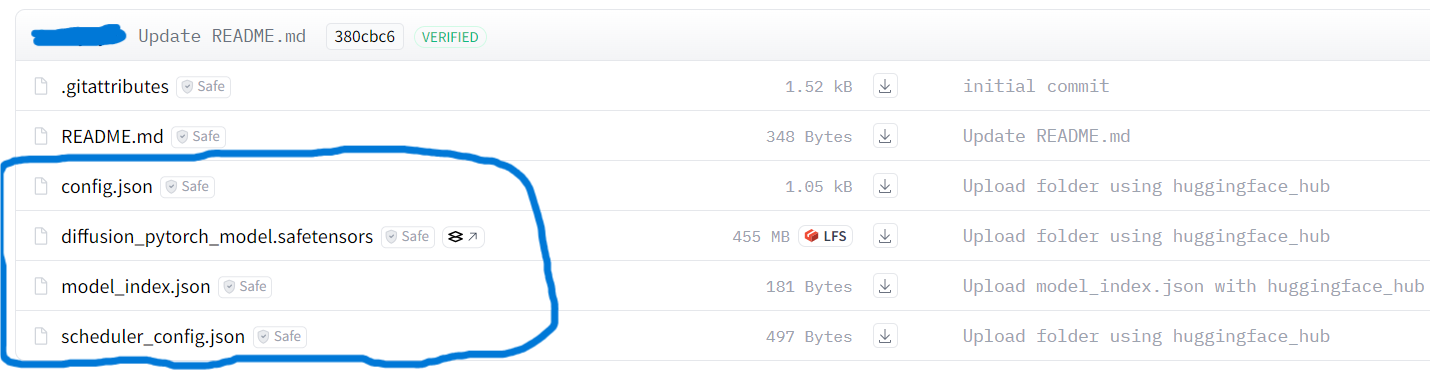 Update README.md 380cbc6 VERIFIED
.gitattributes Safe 1.52 kB initial commit
README.md Safe 348 Bytes Update README.md
config.json Safe 1.05 kB Upload folder using huggingface_hub
diffusion_pytorch_model.safetensors Safe 455 MB LFS Upload folder using huggingface_hub
model_index.json Safe 181 Bytes Upload model_index.json with huggingface_hub
scheduler_config.json Safe 497 Bytes Upload folder using huggingface_hub